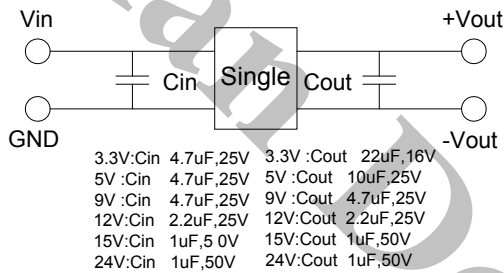 Vin +Vout
Cin Single Cout
GND -Vout
3.3V:Cin 4.7uF,25V 3.3V :Cout 22uF,16V
5V :Cin 4.7uF,25V 5V :Cout 10uF,25V
9V :Cin 4.7uF,25V 9V :Cout 4.7uF,25V
12V:Cin 2.2uF,25V 12V:Cout 2.2uF,25V
15V:Cin 1uF,5 0V 15V:Cout 1uF,50V
24V:Cin 1uF,50V 24V:Cout 1uF,50V